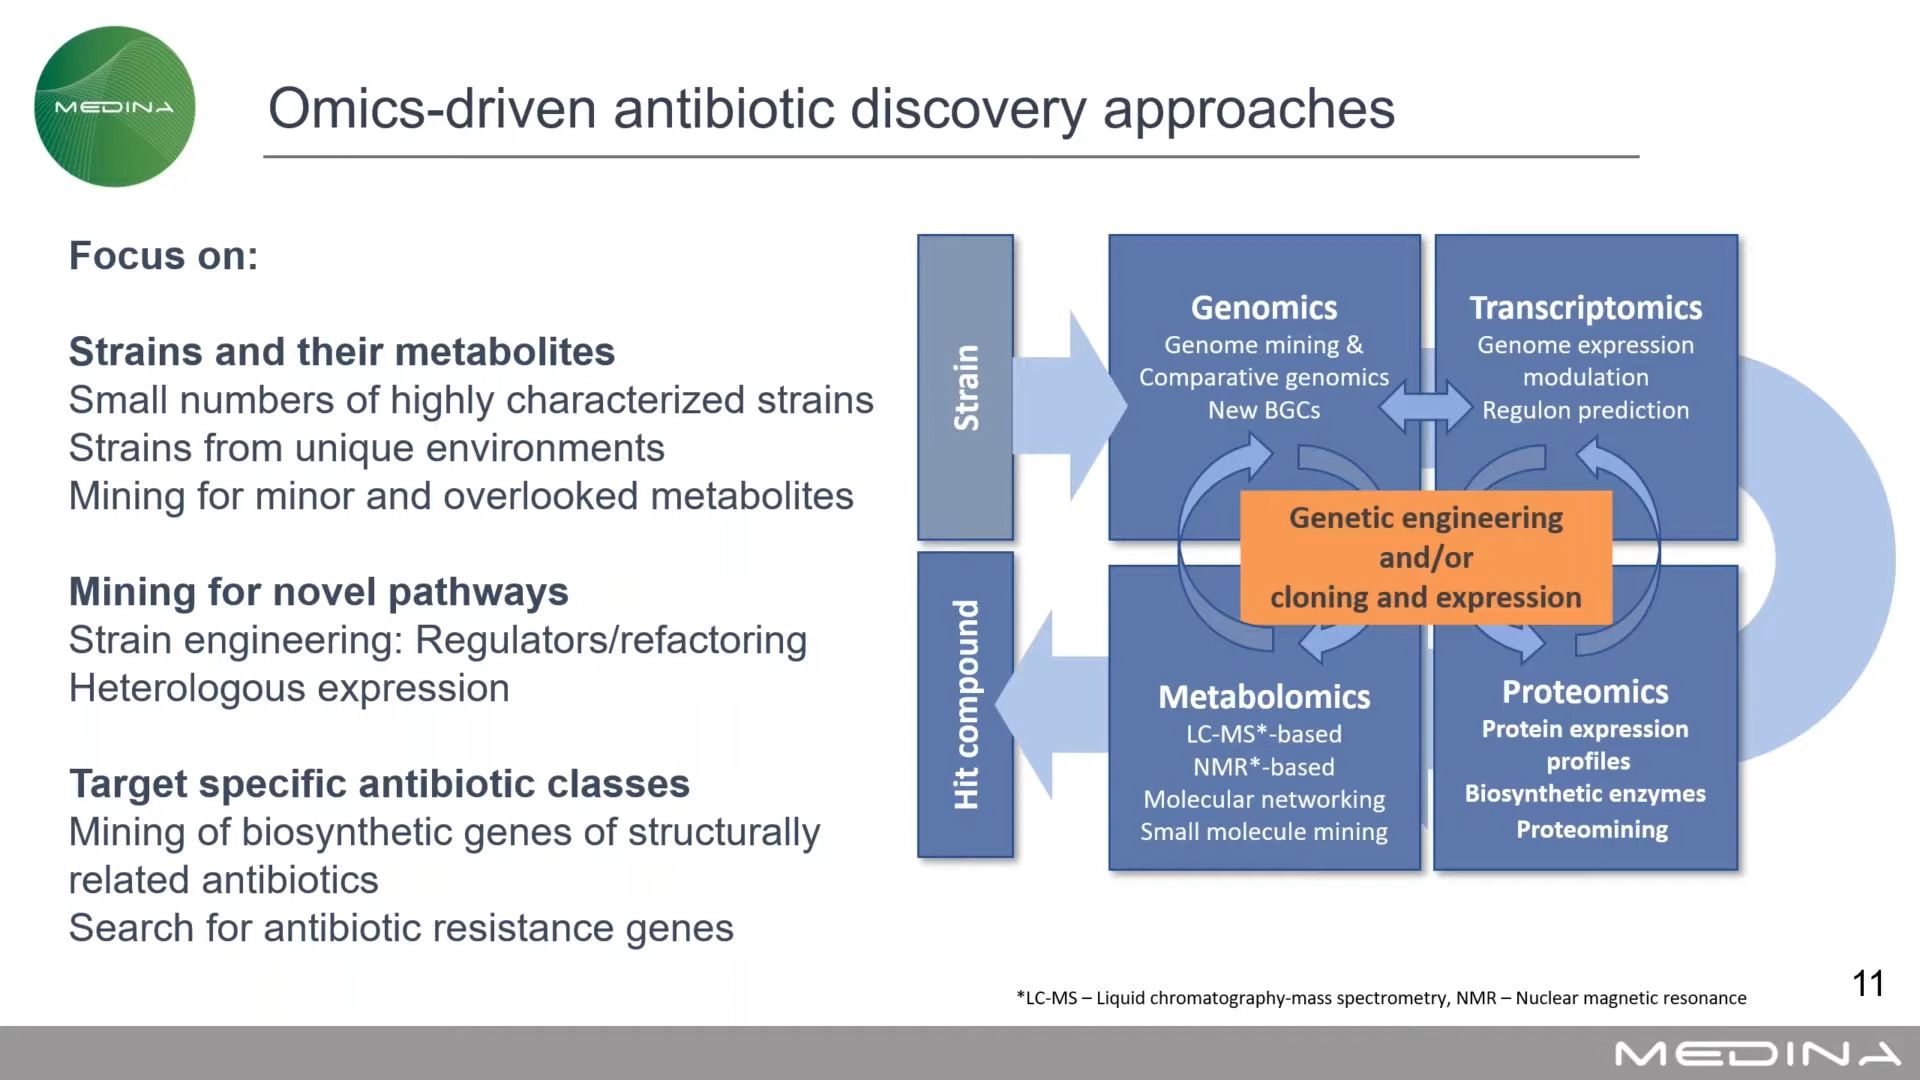 MEDINA
Omics-driven antibiotic discovery approaches
Focus on:
Strains and their metabolites
Small numbers of highly characterized strains
Strains from unique environments
Mining for minor and overlooked metabolites
Mining for novel pathways
Strain engineering: Regulators/refactoring
Heterologous expression
Target specific antibiotic classes
Mining of biosynthetic genes of structurally
related antibiotics
Search for antibiotic resistance genes
Strain
Hit compound
Genomics
Genome mining &
Comparative genomics
New BGCs
Transcriptomics
Genome expression
modulation
Regulon prediction
Genetic engineering
and/or
cloning and expression
Metabolomics
LC-MS*-based
NMR*-based
Molecular networking
Small molecule mining
Proteomics
Protein expression
profiles
Biosynthetic enzymes
Proteomining
*LC-MS – Liquid chromatography-mass spectrometry, NMR – Nuclear magnetic resonance
11
MEDINA